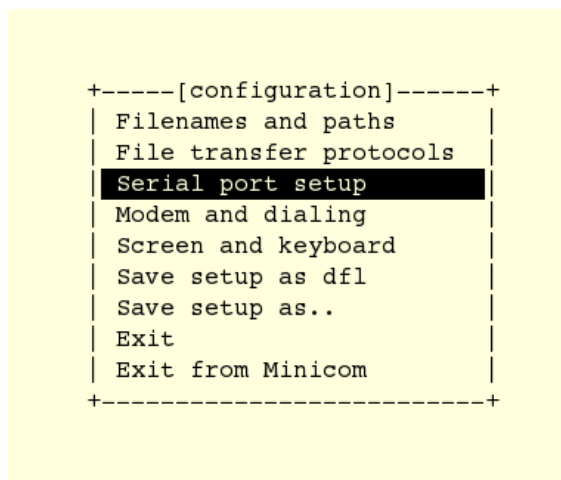 +-----[configuration]------+
| Filenames and paths      |
| File transfer protocols  |
| Serial port setup        |
| Modem and dialing        |
| Screen and keyboard      |
| Save setup as dfl        |
| Save setup as..          |
| Exit                     |
| Exit from Minicom        |
+--------------------------+